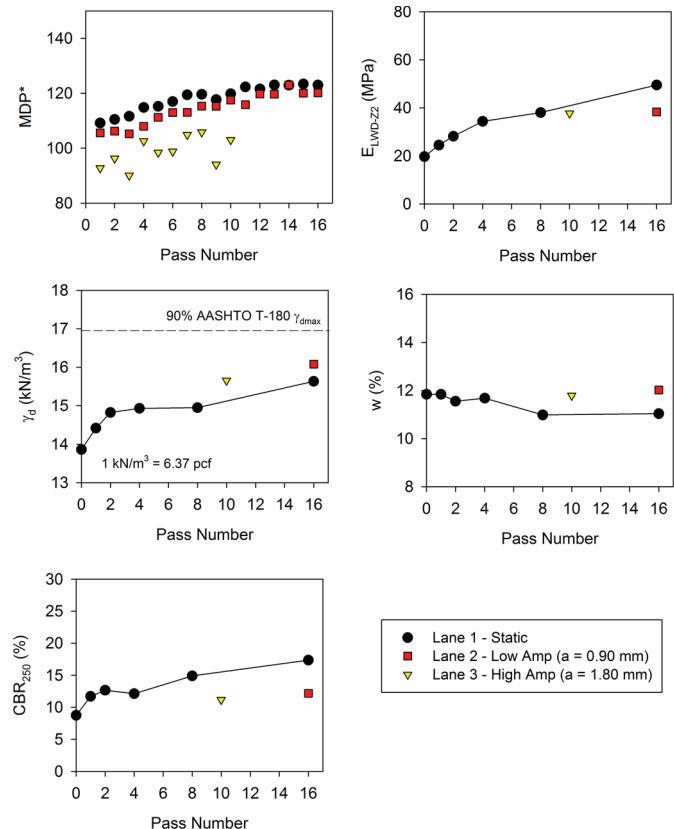 MDP*
140
120
100
80
0 2 4 6 8 10 12 14 16
Pass Number
E_LWD-Z2 (MPa)
80
60
40
20
0
0 2 4 6 8 10 12 14 16
Pass Number
γ_d (kN/m³)
18
17
16
15
14
13
90% AASHTO T-180 γ_dmax
1 kN/m³ = 6.37 pcf
0 2 4 6 8 10 12 14 16
Pass Number
w (%)
16
14
12
10
8
0 2 4 6 8 10 12 14 16
Pass Number
CBR_250 (%)
30
25
20
15
10
5
0
0 2 4 6 8 10 12 14 16
Pass Number
Lane 1 - Static
Lane 2 - Low Amp (a = 0.90 mm)
Lane 3 - High Amp (a = 1.80 mm)